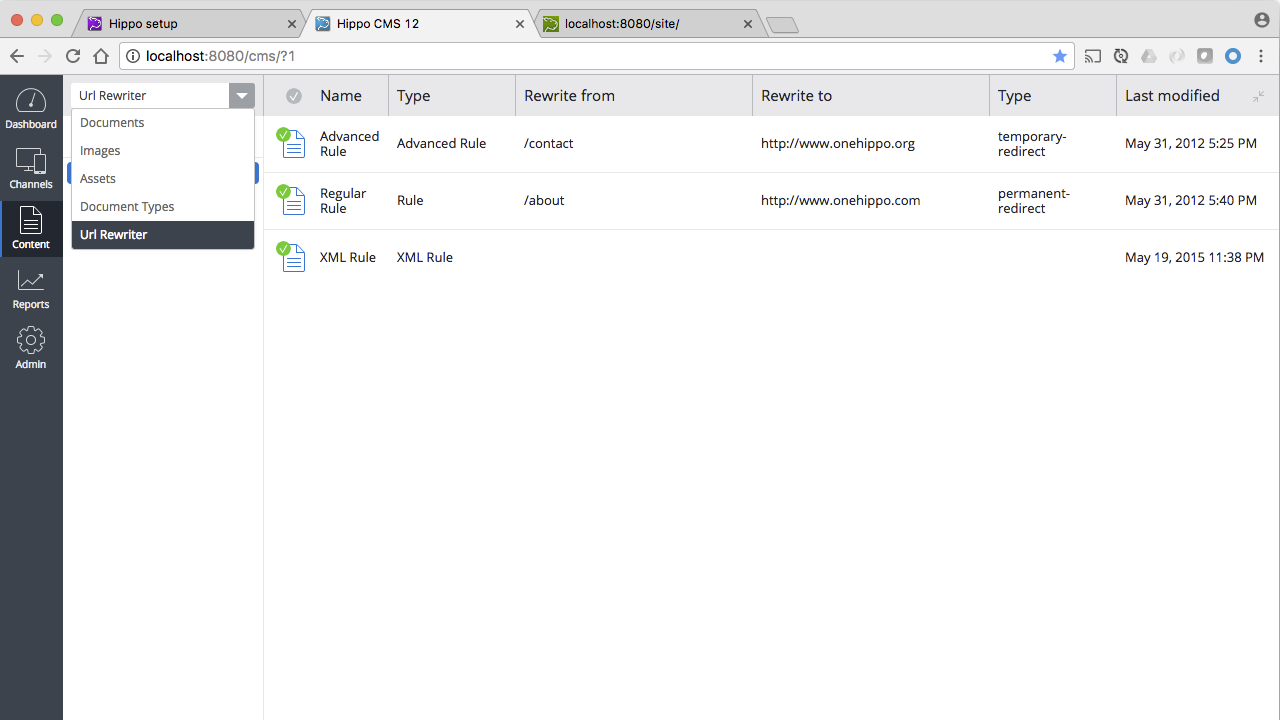 Hippo setup
Hippo CMS 12
localhost:8080/site/
localhost:8080/cms/?1
Dashboard
Channels
Content
Reports
Admin
Url Rewriter
Documents
Images
Assets
Document Types
Url Rewriter
Name Type Rewrite from Rewrite to Type Last modified
Advanced
Rule
Advanced Rule
/contact
http://www.onehippo.org
temporary-
redirect
May 31, 2012 5:25 PM
Regular
Rule
Rule
/about
http://www.onehippo.com
permanent-
redirect
May 31, 2012 5:40 PM
XML Rule
XML Rule
May 19, 2015 11:38 PM